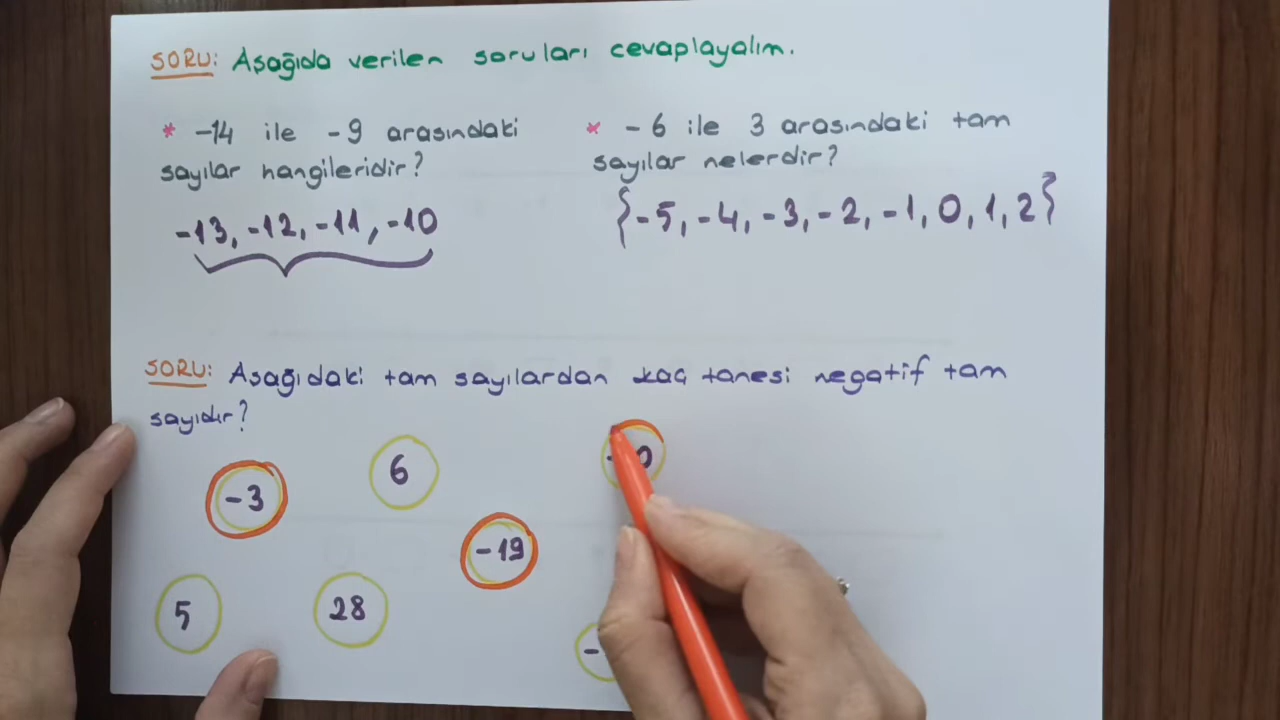 SORU: Aşağıda verilen soruları cevaplayalım.
* -14 ile -9 arasındaki
sayılar hangileridir?
-13, -12, -11, -10
* -6 ile 3 arasındaki tam
sayılar nelerdir?
{-5, -4, -3, -2, -1, 0, 1, 2}
SORU: Aşağıdaki tam sayılardan kaç tanesi negatif tam
sayıdır?
-3
6
-19
5
28